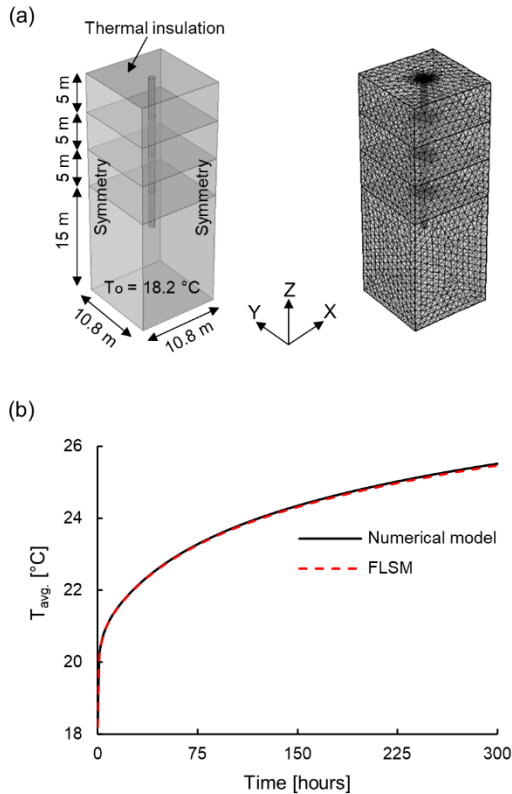 (a)
Thermal insulation
5 m
5 m
5 m
15 m
Symmetry
Symmetry
To = 18.2 °C
10.8 m
10.8 m
Y
Z
X
(b)
Tavg. [°C]
26
24
22
20
18
Numerical model
FLSM
0
75
150
225
300
Time [hours]